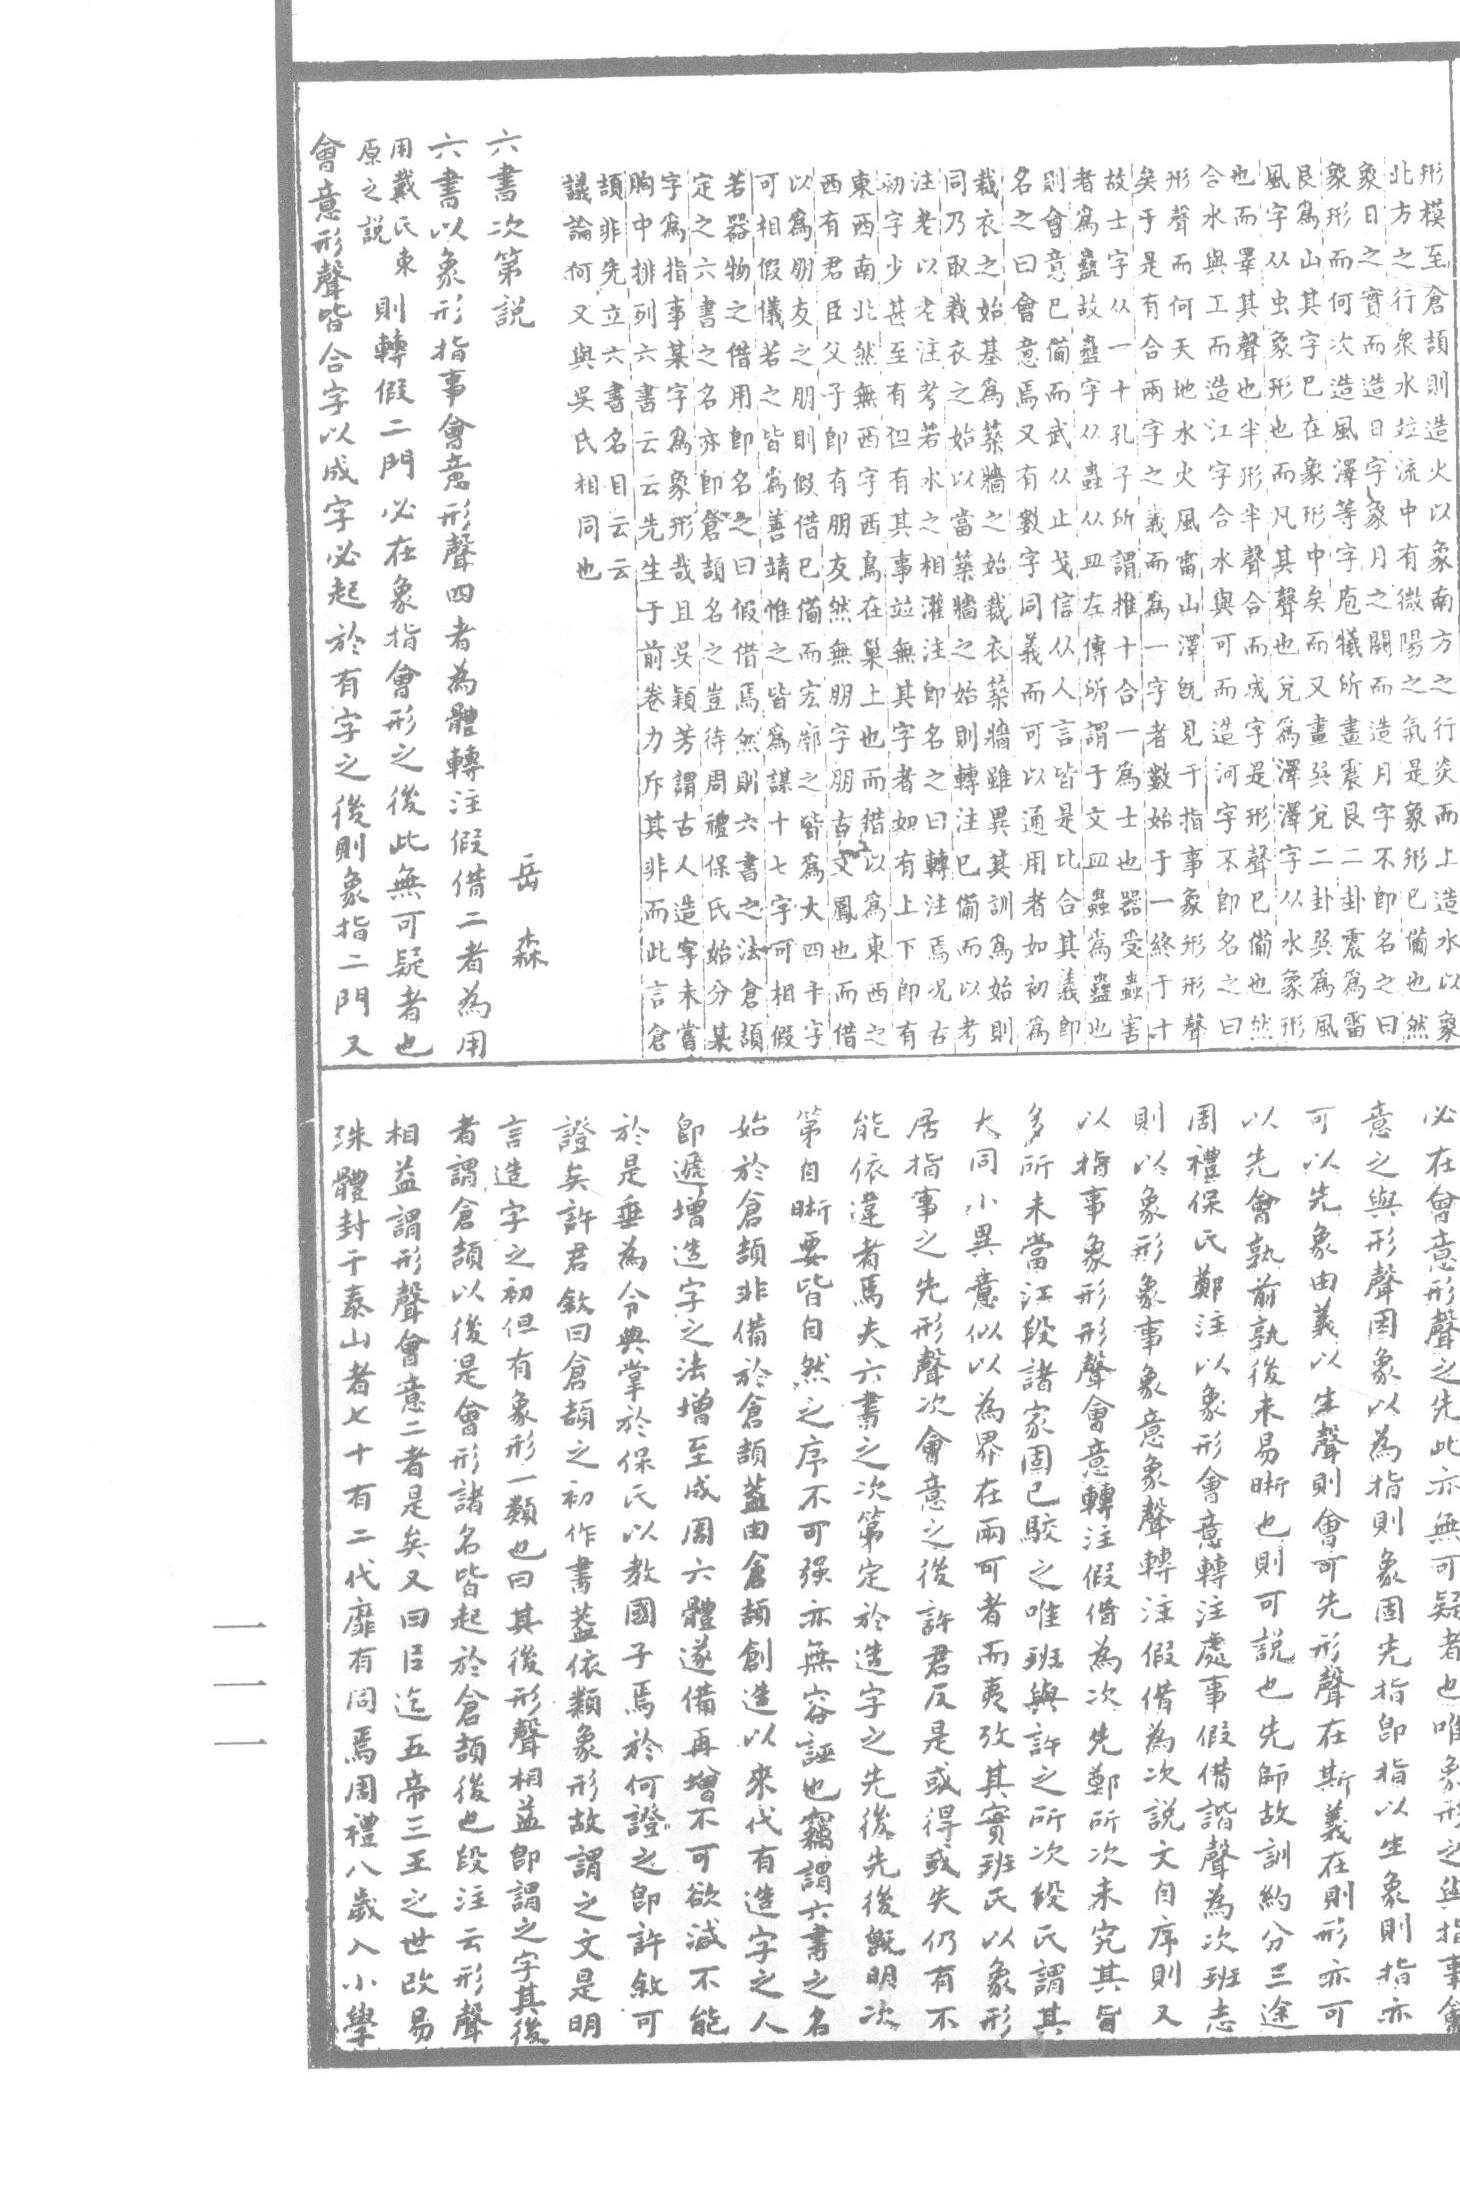 形模至倉頡則造火以象南方之行炎而上造水以象
北方之行衆水竝流中有微陽之氣是象形已備也然
象日之實而造日字象月之闕而造月字不即名之曰
象形而何次造風澤等字庖犧所畫震艮二卦震爲雷
艮爲山其字已在象形中矣而又畫巽兌二卦巽爲風
風字从虫象形也而凡其聲也兌爲澤澤字从水象形
也而睪其聲也半形半聲合而成字是形聲已備也然
合水與工而造江字合水與可而造河字不即名之曰
形聲而何天地水火風雷山澤旣見于指事象形形聲
矣于是有合兩字之義而爲一字者數始于一終于十
故士字从一十孔子所謂推十合一爲士也器受蟲害
者爲蠱故蠱字从蟲从皿左傳所謂于文皿蟲爲蠱也
則會意已備而武从止戈信从人言皆是比合其義即
名之曰會意焉又有數字同義而可以通用者如初爲
裁衣之始基爲築牆之始裁衣築牆雖異其訓爲始則
同乃取裁衣之始以當築牆之始則轉注已備而以考
注老以老注考若水之相灌注即名之曰轉注焉况古
初字少甚至有但有其事竝無其字者如有上下即有
東西南北然無西字西鳥在巢上也而借以爲東西之
西有君臣父子即有朋友然無朋字朋古文鳳也而借
以爲朋友之朋則假借已備而宏廓之皆爲大四十字
可相假儀若之皆爲善靖惟之皆爲謀十七字可相假
若器物之借用即名之曰假借焉然則六書之法倉頡
定之六書之名亦即倉頡名之豈待周禮保氏始分某
字爲指事某字爲象形哉且吳穎芳謂古人造字未嘗
胸中排列六書云云先生于前卷力斥其非而此言倉
頡非先立六書名目云云
議論何又與吳氏相同也
六書次第說
岳森
六書以象形指事會意形聲四者為體轉注假借二者為用
用戴氏東原之說則轉假二門必在象指會形之後此無可疑者也
會意形聲皆合字以成字必起於有字之後則象指二門又
必在會意形聲之先此亦無可疑者也唯象形之與指事會
意之與形聲固象以為指則象固先指即指以生象則指亦
可以先象由義以生聲則會可先形聲在斯義在則形亦可
以先會孰前孰後未易晰也則可說也先師故訓約分三途
周禮保氏鄭注以象形會意轉注處事假借諧聲為次班志
則以象形象事象意象聲轉注假借為次說文自序則又
以指事象形形聲會意轉注假借為次先鄭所次未究其旨
多所未當江段諸家固已駮之唯班與許之所次段氏謂其
大同小異意似以為界在兩可者而夷攷其實班氏以象形
居指事之先形聲次會意之後許君反是或得或失仍有不
能依違者焉夫六書之次第定於造字之先後先後旣明次
第自晰要皆自然之序不可强亦無容誣也竊謂六書之名
始於倉頡非備於倉頡蓋由倉頡創造以來代有造字之人
即遞增造字之法增至成周六體遂備再增不可欲減不能
於是垂為令典掌於保氏以教國子焉於何證之即許敘可
證矣許君敘曰倉頡之初作書蓋依類象形故謂之文是明
言造字之初但有象形一類也曰其後形聲相益即謂之字其後
者謂倉頡以後是會形諸名皆起於倉頡後也段注云形聲
相益謂形聲會意二者是矣又曰㠯迄五帝三王之世改易
殊體封于泰山者七十有二代靡有同焉周禮八歲入小學
一一一